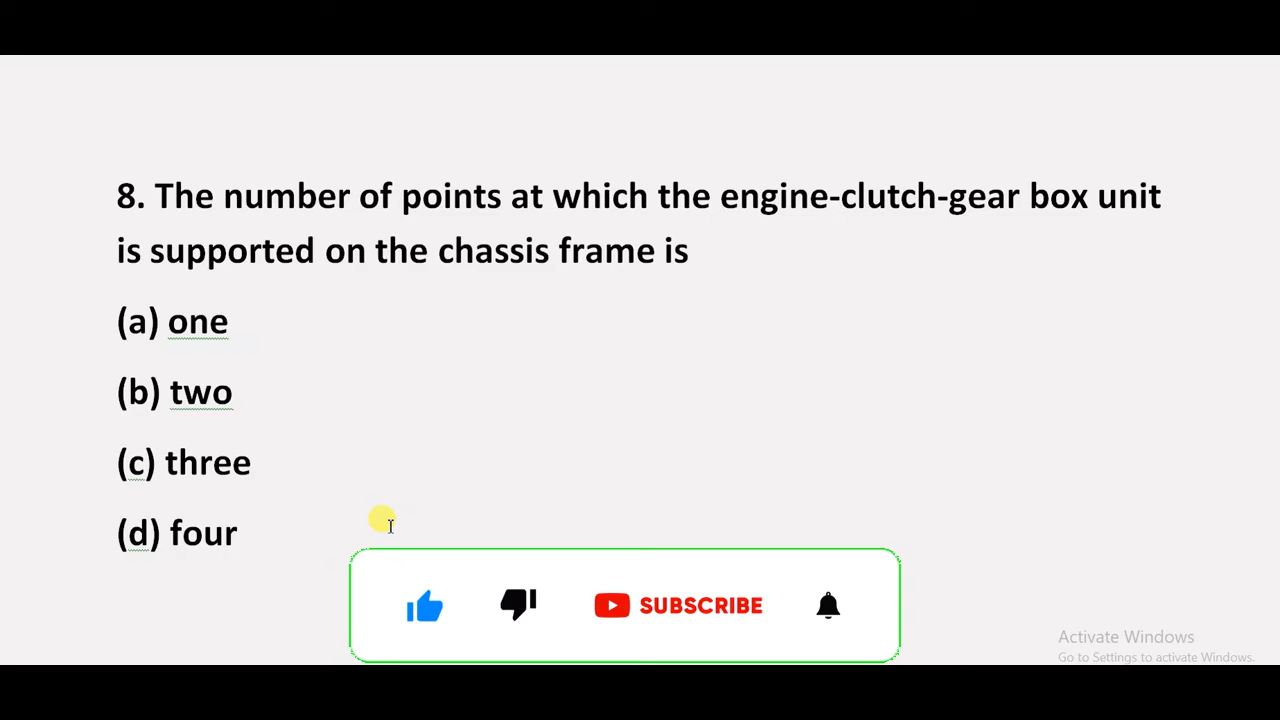 8. The number of points at which the engine-clutch-gear box unit
is supported on the chassis frame is
(a) one
(b) two
(c) three
(d) four
SUBSCRIBE
Activate Windows
Go to Settings to activate Windows.